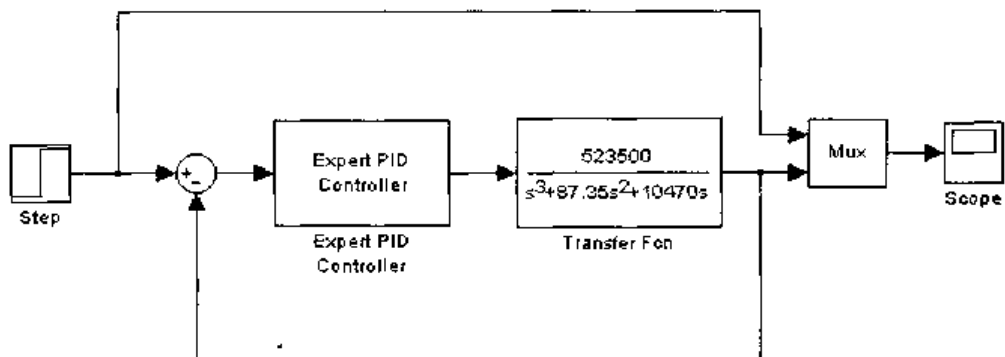 Step
+
-
Expert PID
Controller
Expert PID
Controller
523500
s³+87.35s²+10470s
Transfer Fcn
Mux
Scope